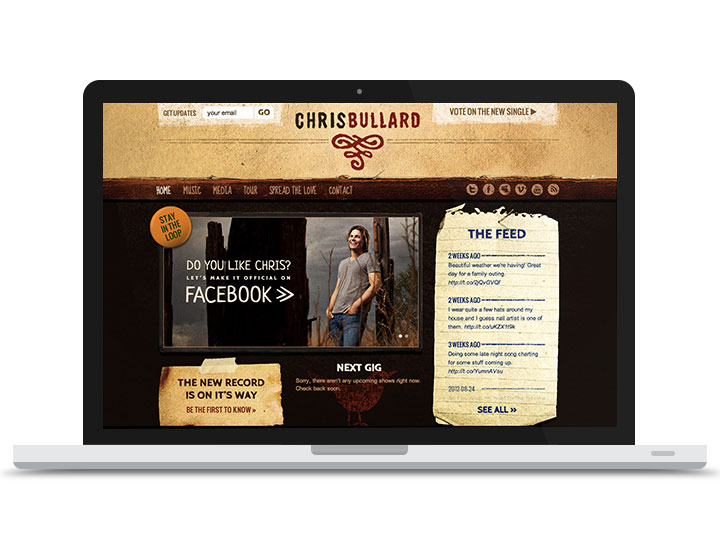 GET UPDATES
your email
GO
CHRISBULLARD
VOTE ON THE NEW SINGLE
HOME MUSIC MEDIA TOUR SPREAD THE LOVE CONTACT
STAY
IN THE
LOOP
DO YOU LIKE CHRIS?
LET'S MAKE IT OFFICIAL ON
FACEBOOK >>
THE FEED
2 WEEKS AGO
Beautiful weather we're having! Great
day for a family outing.
http://t.co/2jQvGVQf
2 WEEKS AGO
I wear quite a few hats around my
house and I guess nail artist is one of
them. http://t.co/uKZX1t9k
3 WEEKS AGO
Doing some late night song charting
for some stuff coming up.
http://t.co/YumnAVsu
2012-08-24
SEE ALL >>
THE NEW RECORD
IS ON IT'S WAY
BE THE FIRST TO KNOW »
NEXT GIG
Sorry, there aren't any upcoming shows right now.
Check back soon.